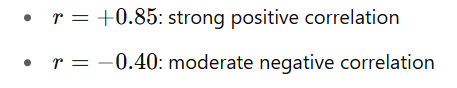 • r = +0.85: strong positive correlation
• r = −0.40: moderate negative correlation